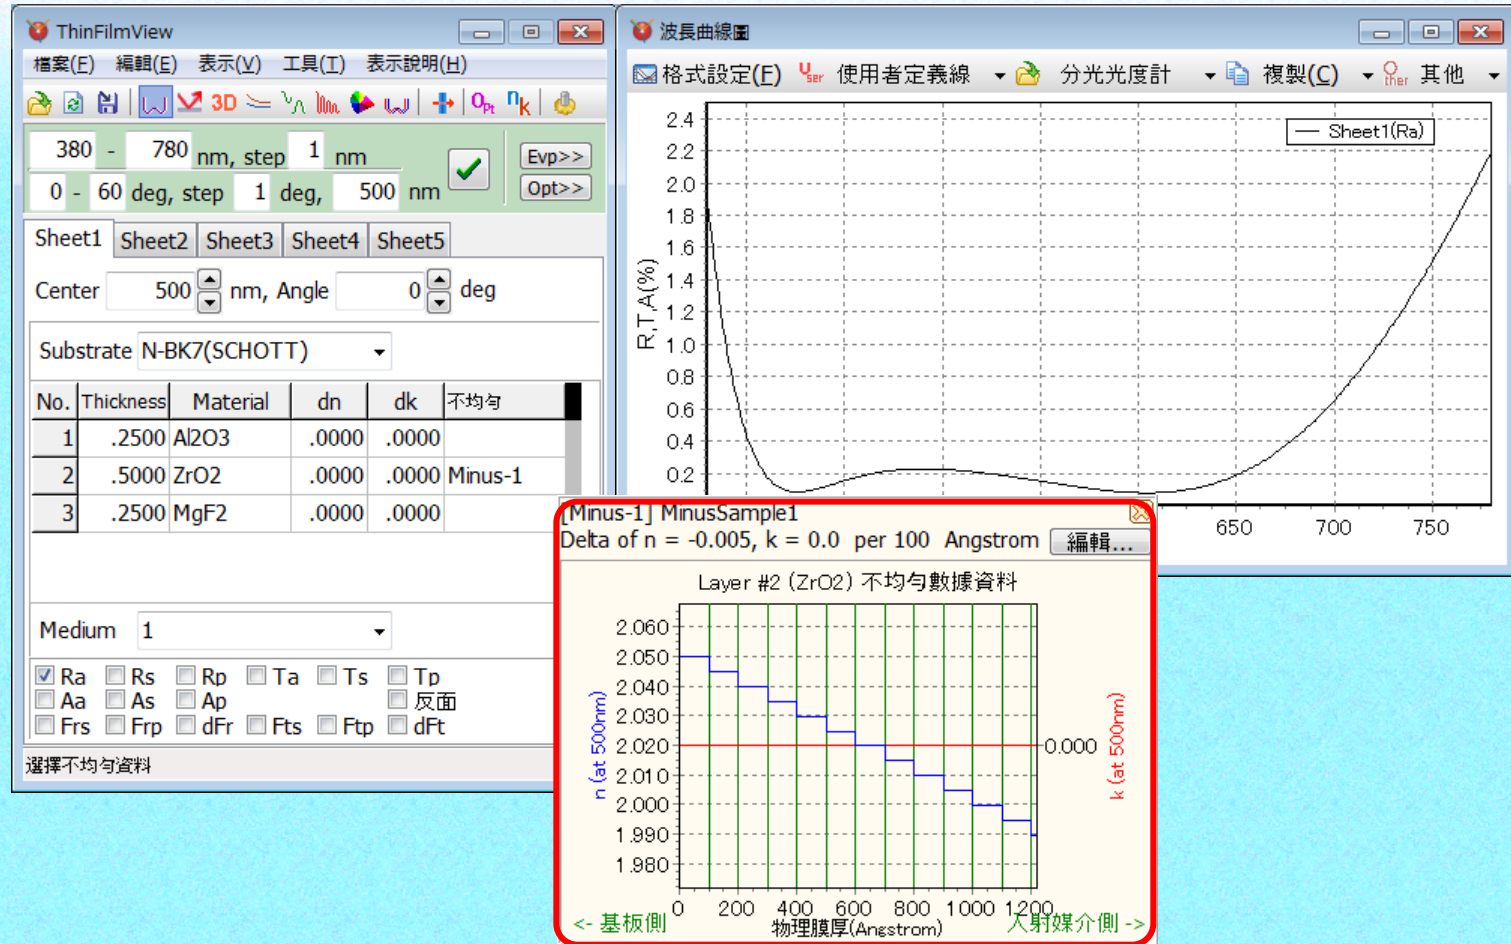 ThinFilmView
檔案(F) 編輯(E) 表示(V) 工具(T) 表示說明(H)
3D OPt nK
380 - 780 nm, step 1 nm
Evp>>
0 - 60 deg, step 1 deg, 500 nm
Opt>>
Sheet1 Sheet2 Sheet3 Sheet4 Sheet5
Center 500 nm, Angle 0 deg
Substrate N-BK7(SCHOTT)
No. Thickness Material dn dk 不均匀
1 .2500 Al2O3 .0000 .0000
2 .5000 ZrO2 .0000 .0000 Minus-1
3 .2500 MgF2 .0000 .0000
Medium 1
Ra Rs Rp Ta Ts Tp
Aa As Ap 反面
Frs Frp dFr Fts Ftp dFt
選擇不均匀資料
波長曲線圖
格式設定(F) User 使用者定義線 分光光度計 複製(C) Other 其他
Sheet1(Ra)
R,T,A(%)
2.4
2.2
2.0
1.8
1.6
1.4
1.2
1.0
0.8
0.6
0.4
0.2
650 700 750
[Minus-1] MinusSample1
Delta of n = -0.005, k = 0.0 per 100 Angstrom 編輯...
Layer #2 (ZrO2) 不均匀數據資料
n (at 500nm)
2.060
2.050
2.040
2.030
2.020
2.010
2.000
1.990
1.980
0.000
k (at 500nm)
0 200 400 600 800 1000 1200
<- 基板側 物理膜厚(Angstrom) 入射媒介側 ->